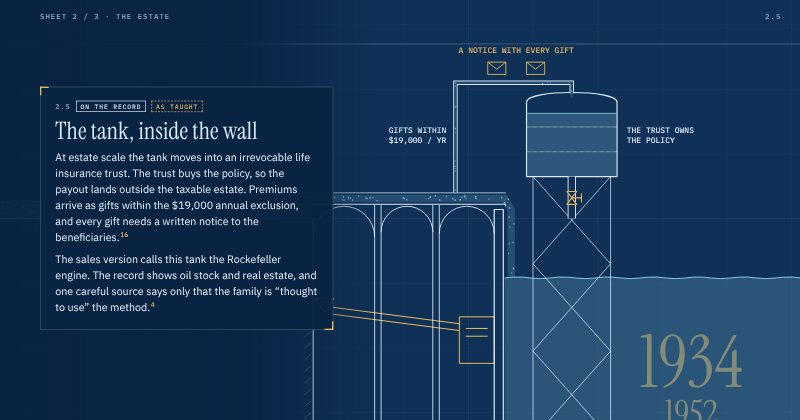 SHEET 2 / 3 · THE ESTATE
2.5
A NOTICE WITH EVERY GIFT
2.5 ON THE RECORD AS TAUGHT
The tank, inside the wall
At estate scale the tank moves into an irrevocable life
insurance trust. The trust buys the policy, so the
payout lands outside the taxable estate. Premiums
arrive as gifts within the $19,000 annual exclusion,
and every gift needs a written notice to the
beneficiaries.16
The sales version calls this tank the Rockefeller
engine. The record shows oil stock and real estate, and
one careful source says only that the family is “thought
to use” the method.4
GIFTS WITHIN
$19,000 / YR
THE TRUST OWNS
THE POLICY
1934
1952